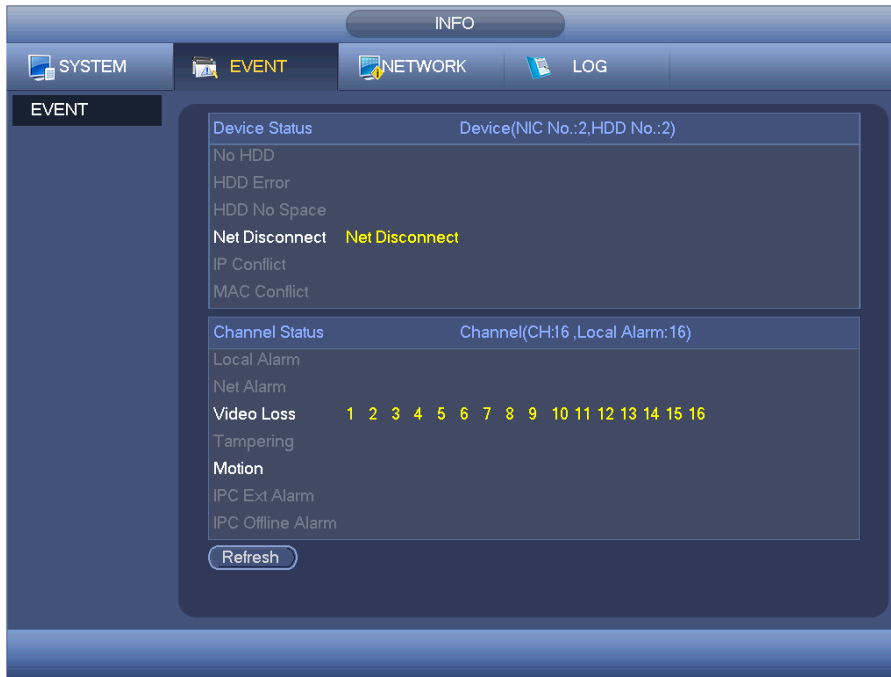 INFO
SYSTEM EVENT NETWORK LOG
EVENT
Device Status Device(NIC No.:2,HDD No.:2)
No HDD
HDD Error
HDD No Space
Net Disconnect Net Disconnect
IP Conflict
MAC Conflict
Channel Status Channel(CH:16 ,Local Alarm:16)
Local Alarm
Net Alarm
Video Loss 1 2 3 4 5 6 7 8 9 10 11 12 13 14 15 16
Tampering
Motion
IPC Ext Alarm
IPC Offline Alarm
Refresh